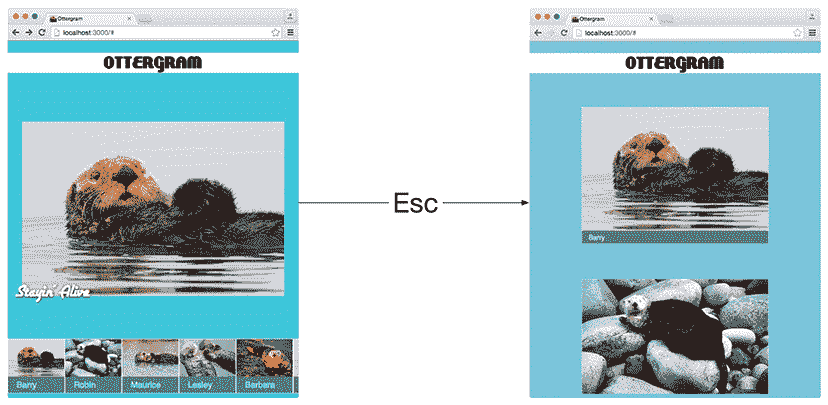 Ottergram
localhost:3000/#
OTTERGRAM
Stayin' Alive
Barry
Robin
Maurice
Lesley
Barbara
Esc
Ottergram
localhost:3000/#
OTTERGRAM
Barry